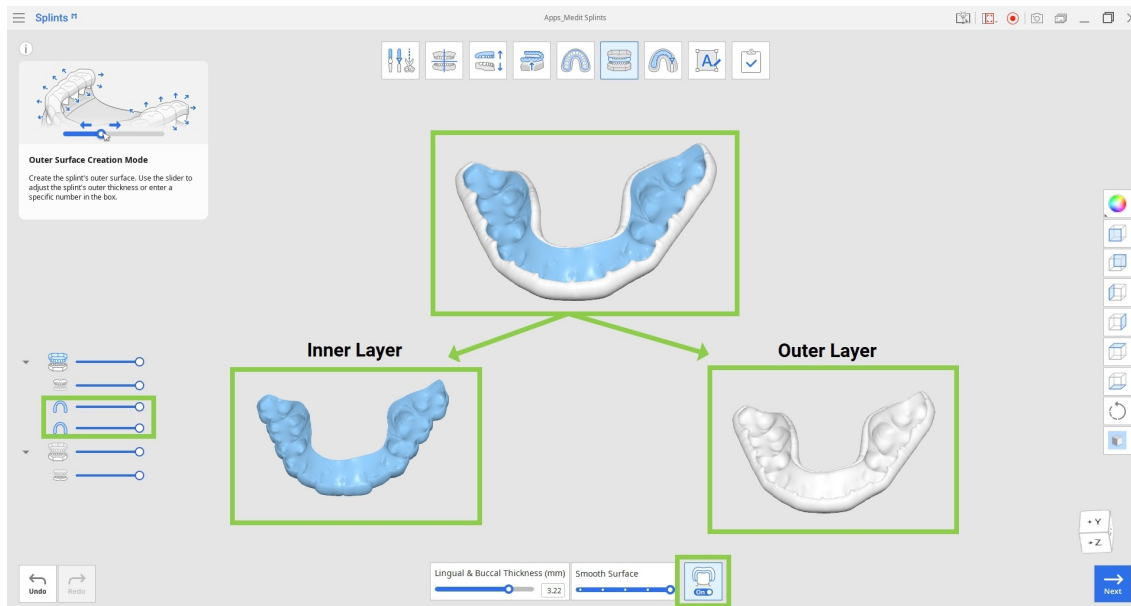 Splints
Apps_Medit Splints
Outer Surface Creation Mode
Create the splint's outer surface. Use the slider to
adjust the splint's outer thickness or enter a
specific number in the box.
Inner Layer
Outer Layer
+Y
+Z
Undo
Redo
Lingual & Buccal Thickness (mm)
3.22
Smooth Surface
On
Next